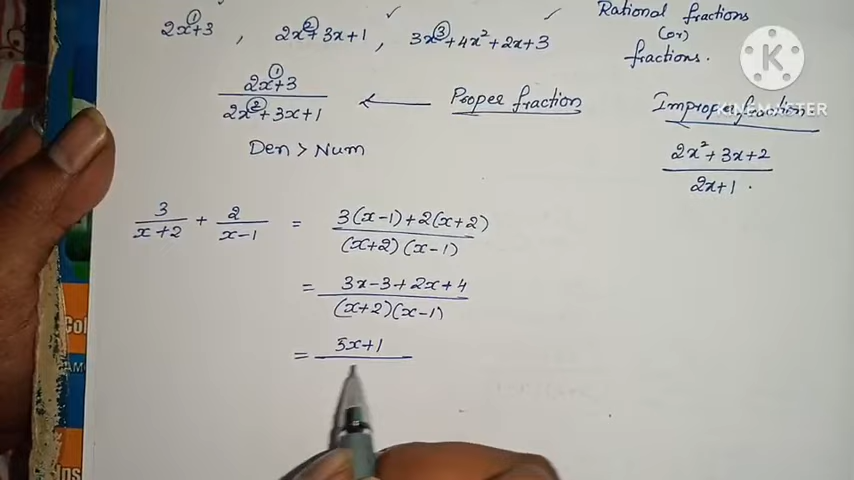 2x+3 , 2x²+3x+1 , 3x³+4x²+2x+3
Rational fractions
(or)
fractions.
2x+3 / 2x²+3x+1 ← Proper fraction
Den > Num
Improper fraction
2x²+3x+2 / 2x+1 .
3/(x+2) + 2/(x-1) = 3(x-1)+2(x+2) / (x+2)(x-1)
= 3x-3+2x+4 / (x+2)(x-1)
= 5x+1
KINEMASTER